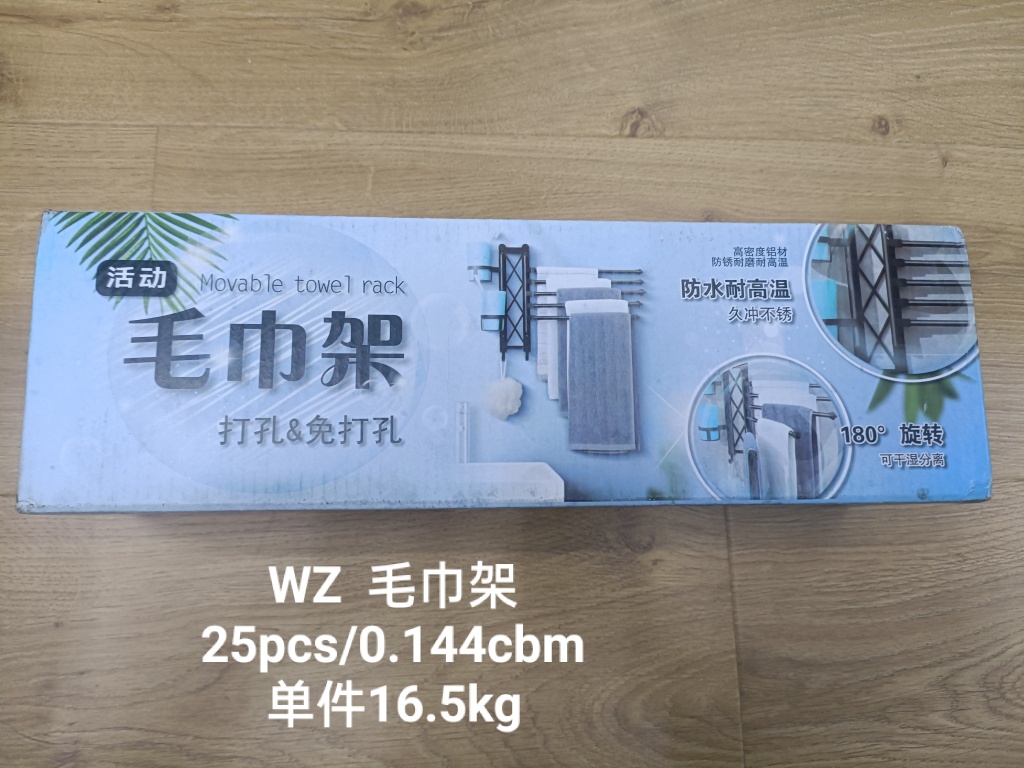 活动
Movable towel rack
毛巾架
打孔&免打孔
高密度铝材
防锈耐磨耐高温
防水耐高温
久冲不锈
180° 旋转
可干湿分离
WZ 毛巾架
25pcs/0.144cbm
单件16.5kg